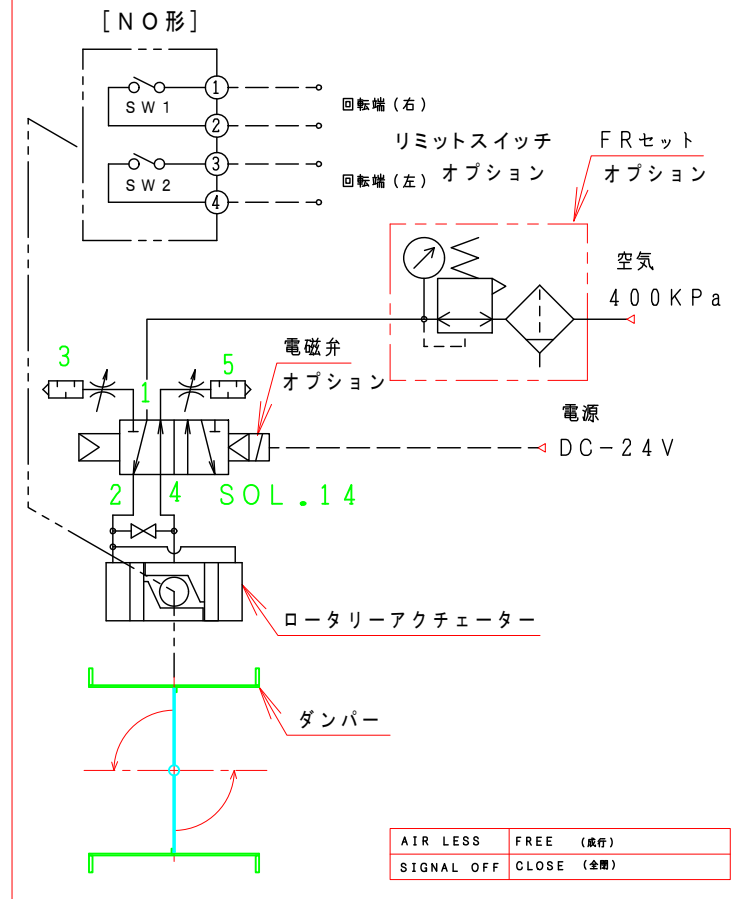 [NO形]
SW1
1
2
SW2
3
4
回転端(右)
回転端(左)
リミットスイッチ
オプション
FRセット
オプション
空気
400KPa
3
1
5
電磁弁
オプション
電源
DC-24V
2
4
SOL.14
ロータリーアクチェーター
ダンパー
AIR LESS FREE (成行)
SIGNAL OFF CLOSE (全閉)